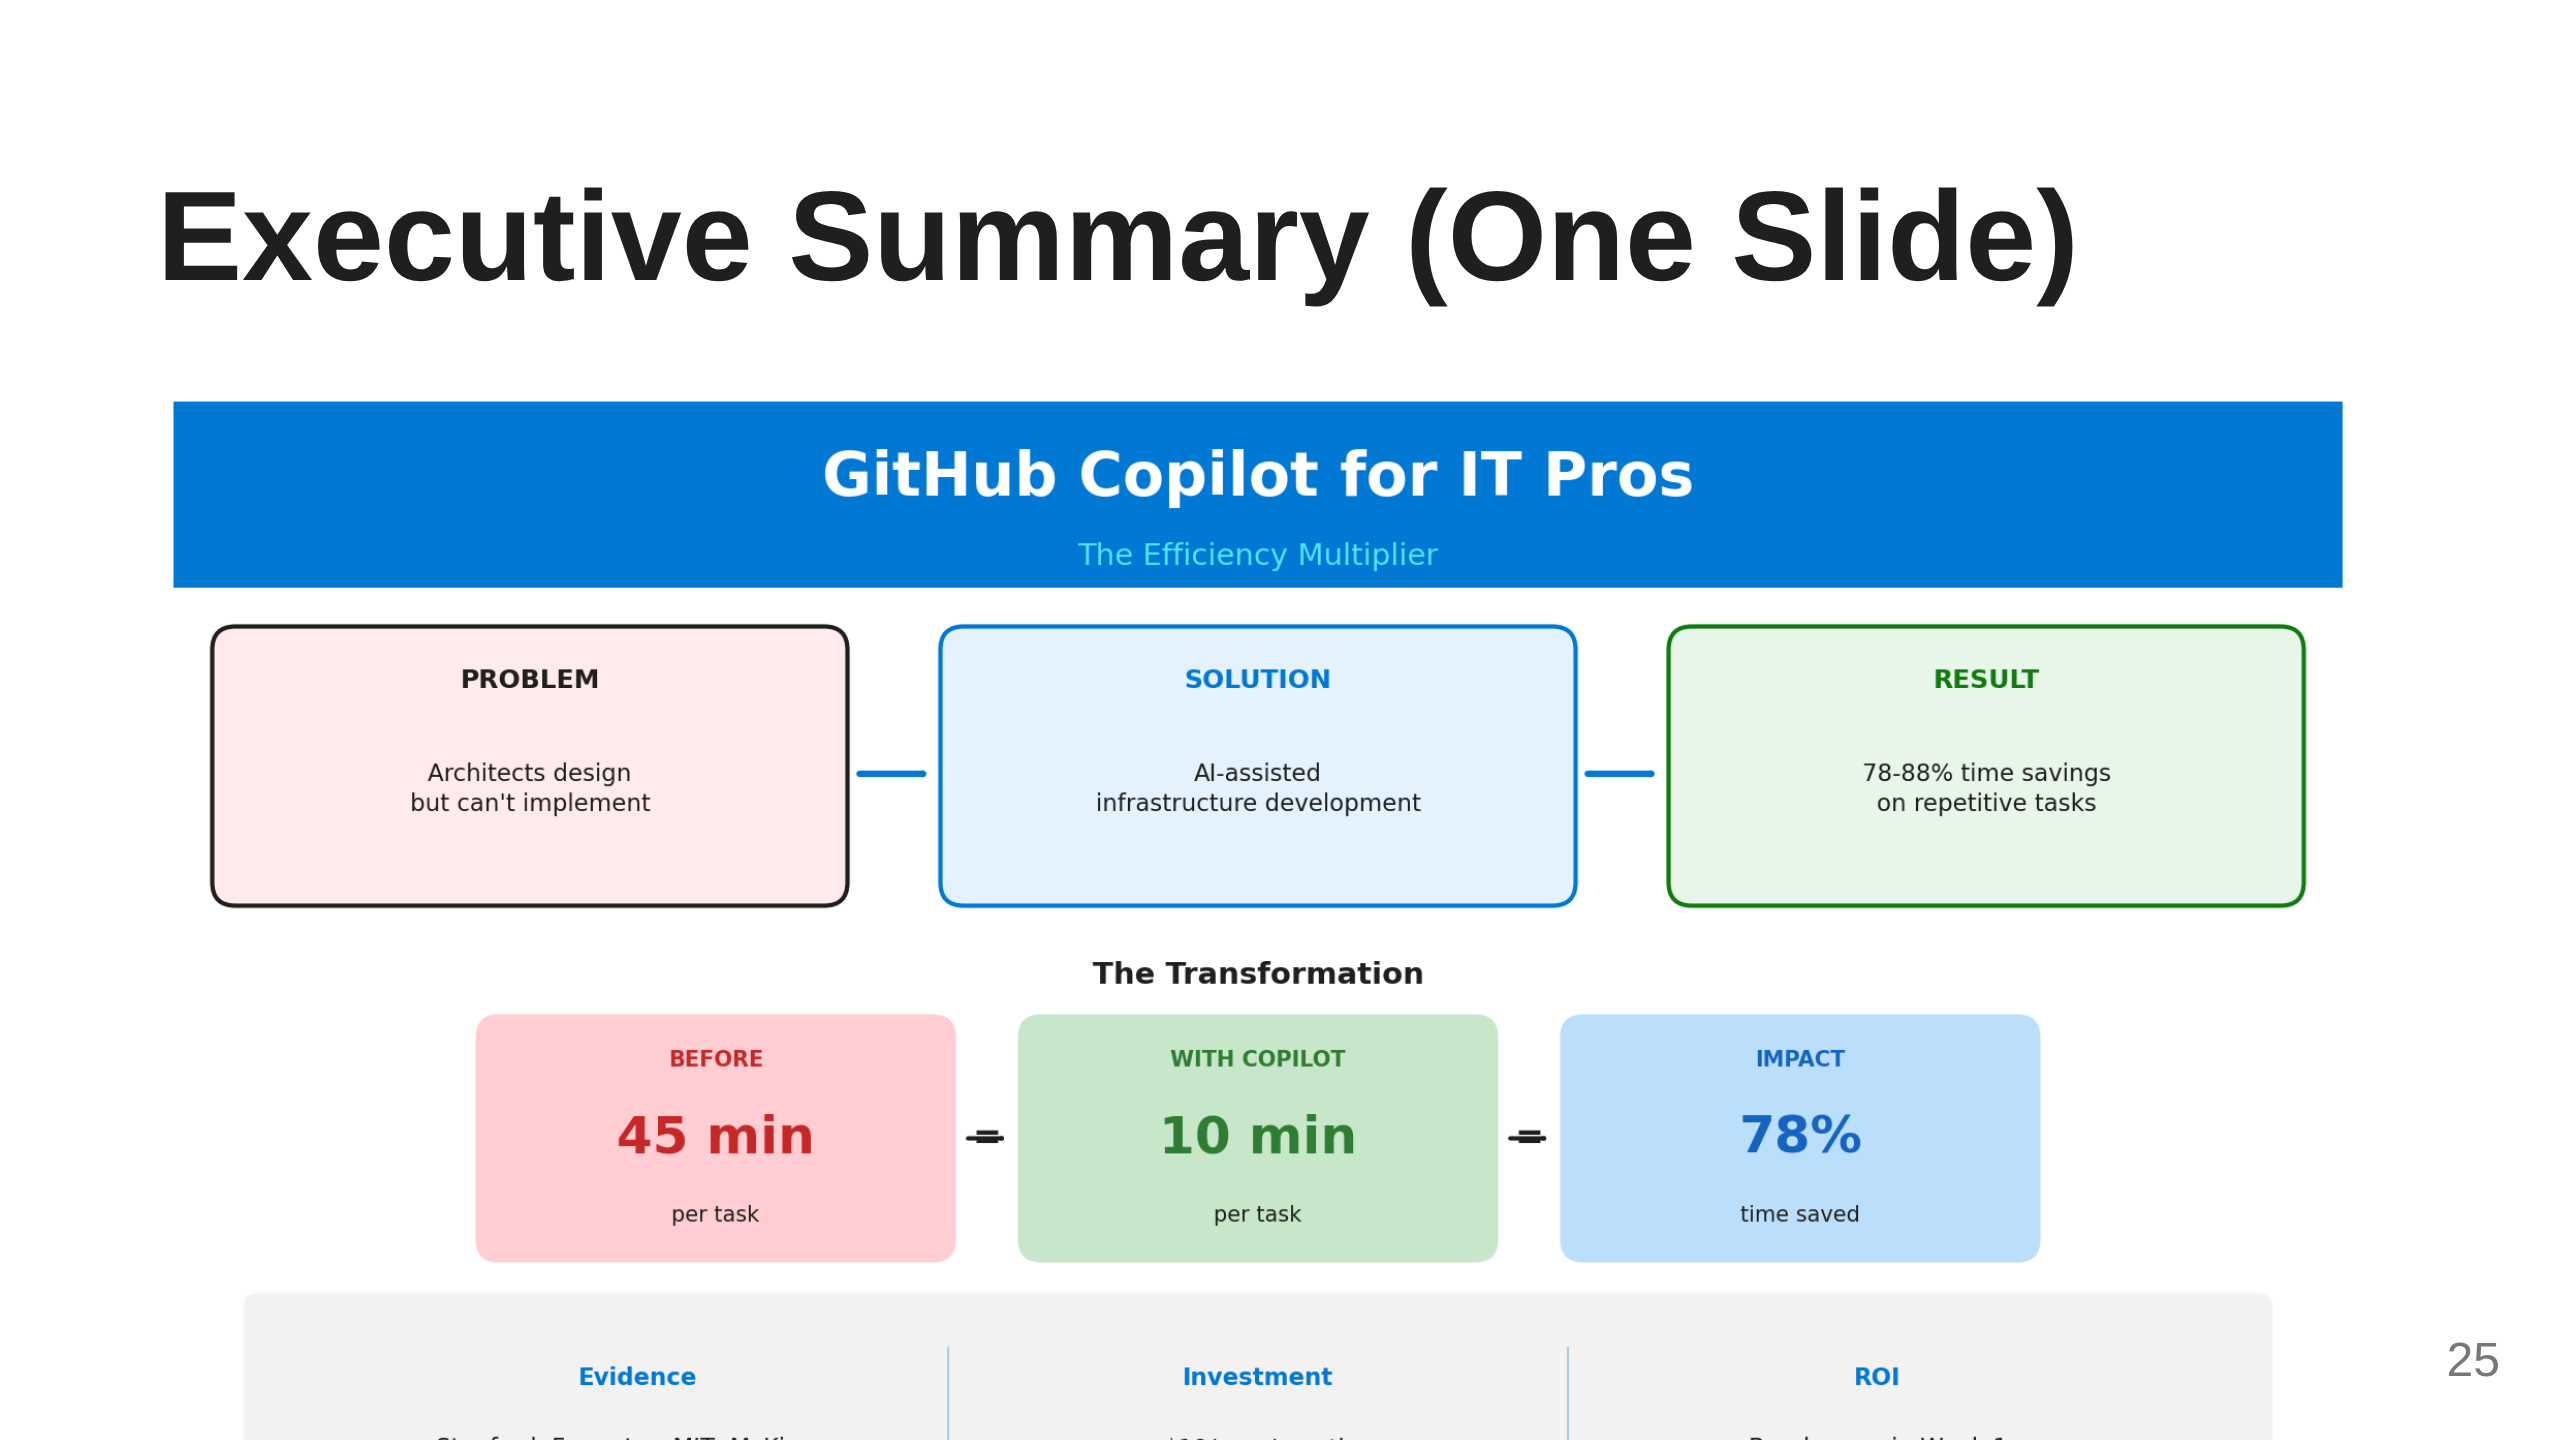 Executive Summary (One Slide)
GitHub Copilot for IT Pros
The Efficiency Multiplier
PROBLEM
Architects design
but can't implement
SOLUTION
AI-assisted
infrastructure development
RESULT
78-88% time savings
on repetitive tasks
The Transformation
BEFORE
45 min
per task
=
WITH COPILOT
10 min
per task
=
IMPACT
78%
time saved
Evidence
Investment
ROI
25